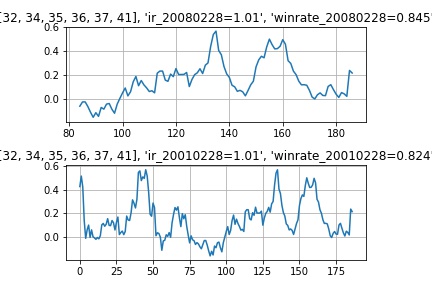 [32, 34, 35, 36, 37, 41], 'ir_20080228=1.01', 'winrate_20080228=0.845'
0.6
0.4
0.2
0.0
80 100 120 140 160 180
[32, 34, 35, 36, 37, 41], 'ir_20010228=1.01', 'winrate_20010228=0.824'
0.6
0.4
0.2
0.0
0 25 50 75 100 125 150 175